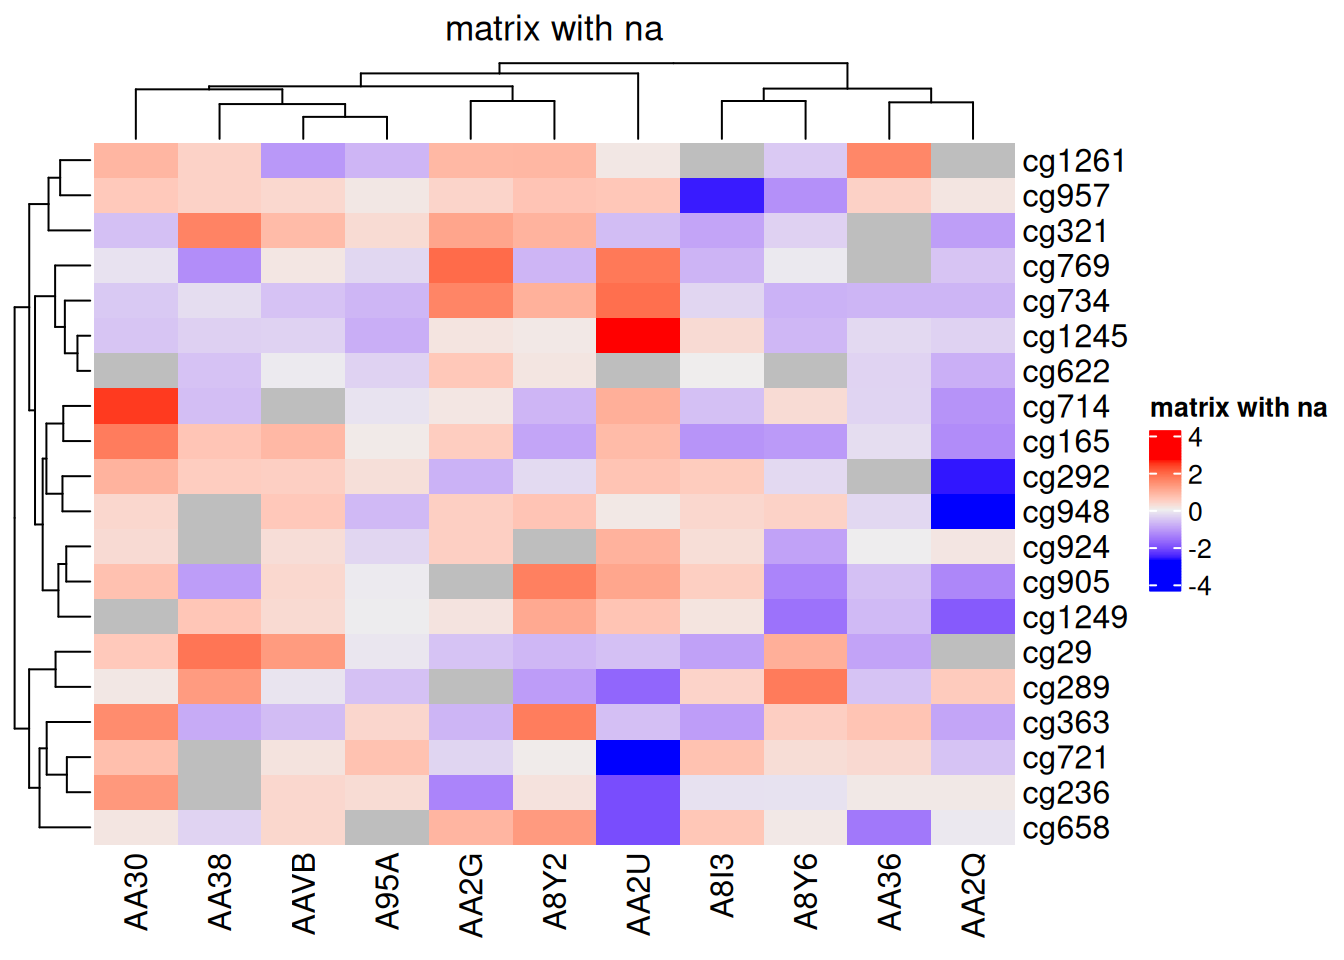 matrix with na
cg1261
cg957
cg321
cg769
cg734
cg1245
cg622
cg714
cg165
cg292
cg948
cg924
cg905
cg1249
cg29
cg289
cg363
cg721
cg236
cg658
matrix with na
4
2
0
-2
-4
AA30
AA38
AAVB
A95A
AA2G
A8Y2
AA2U
A8I3
A8Y6
AA36
AA2Q